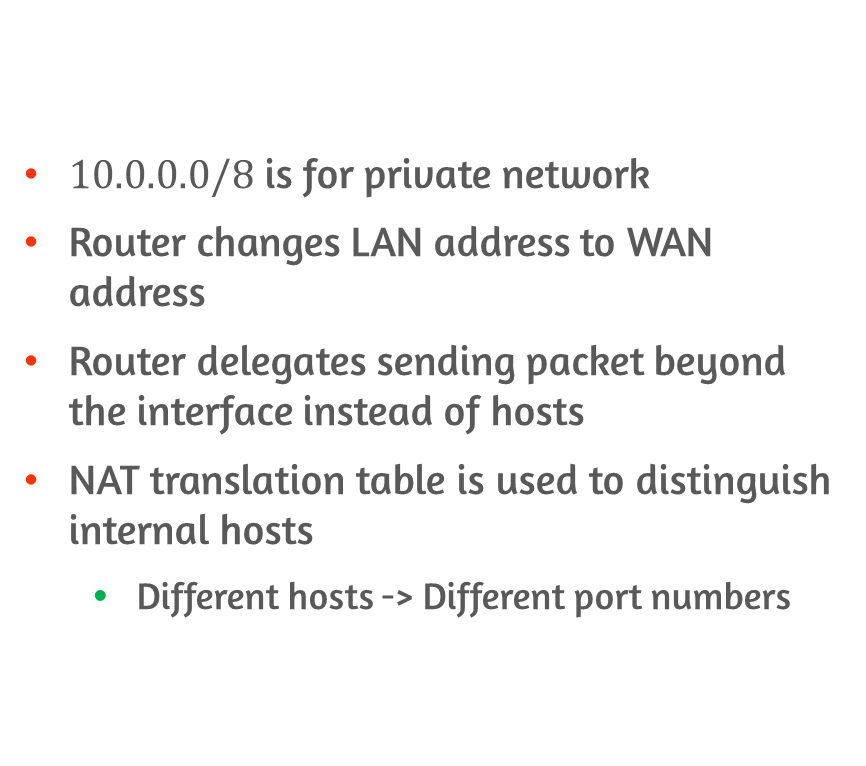 • 10.0.0.0/8 is for private network
• Router changes LAN address to WAN
address
• Router delegates sending packet beyond
the interface instead of hosts
• NAT translation table is used to distinguish
internal hosts
• Different hosts -> Different port numbers